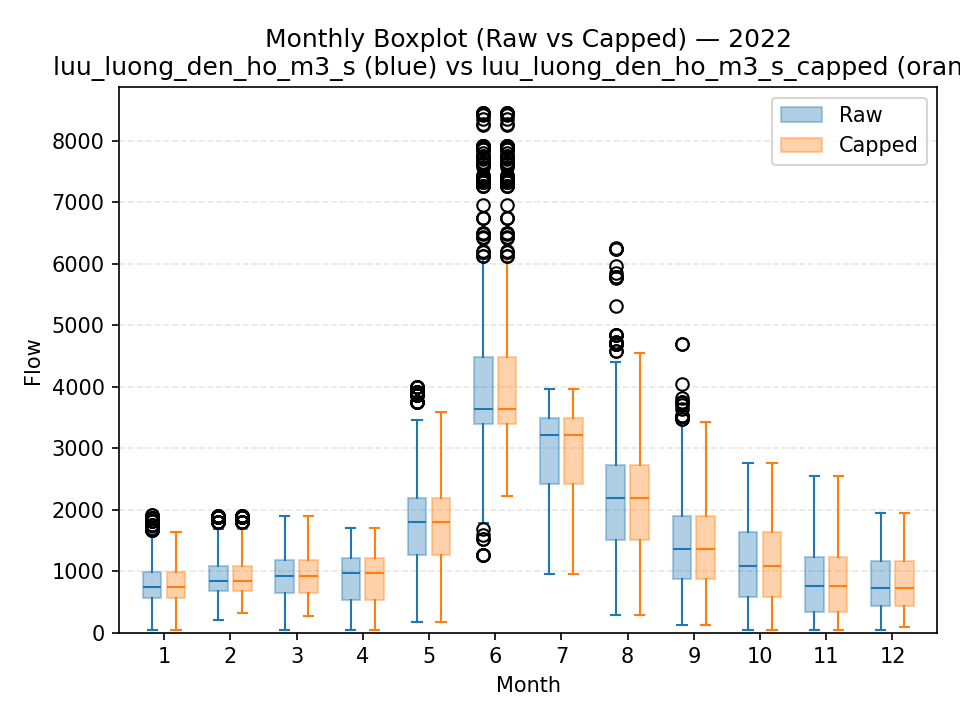 Monthly Boxplot (Raw vs Capped) — 2022
luu_luong_den_ho_m3_s (blue) vs luu_luong_den_ho_m3_s_capped (oran
Raw
Capped
8000
7000
6000
5000
4000
3000
2000
1000
0
Flow
1 2 3 4 5 6 7 8 9 10 11 12
Month